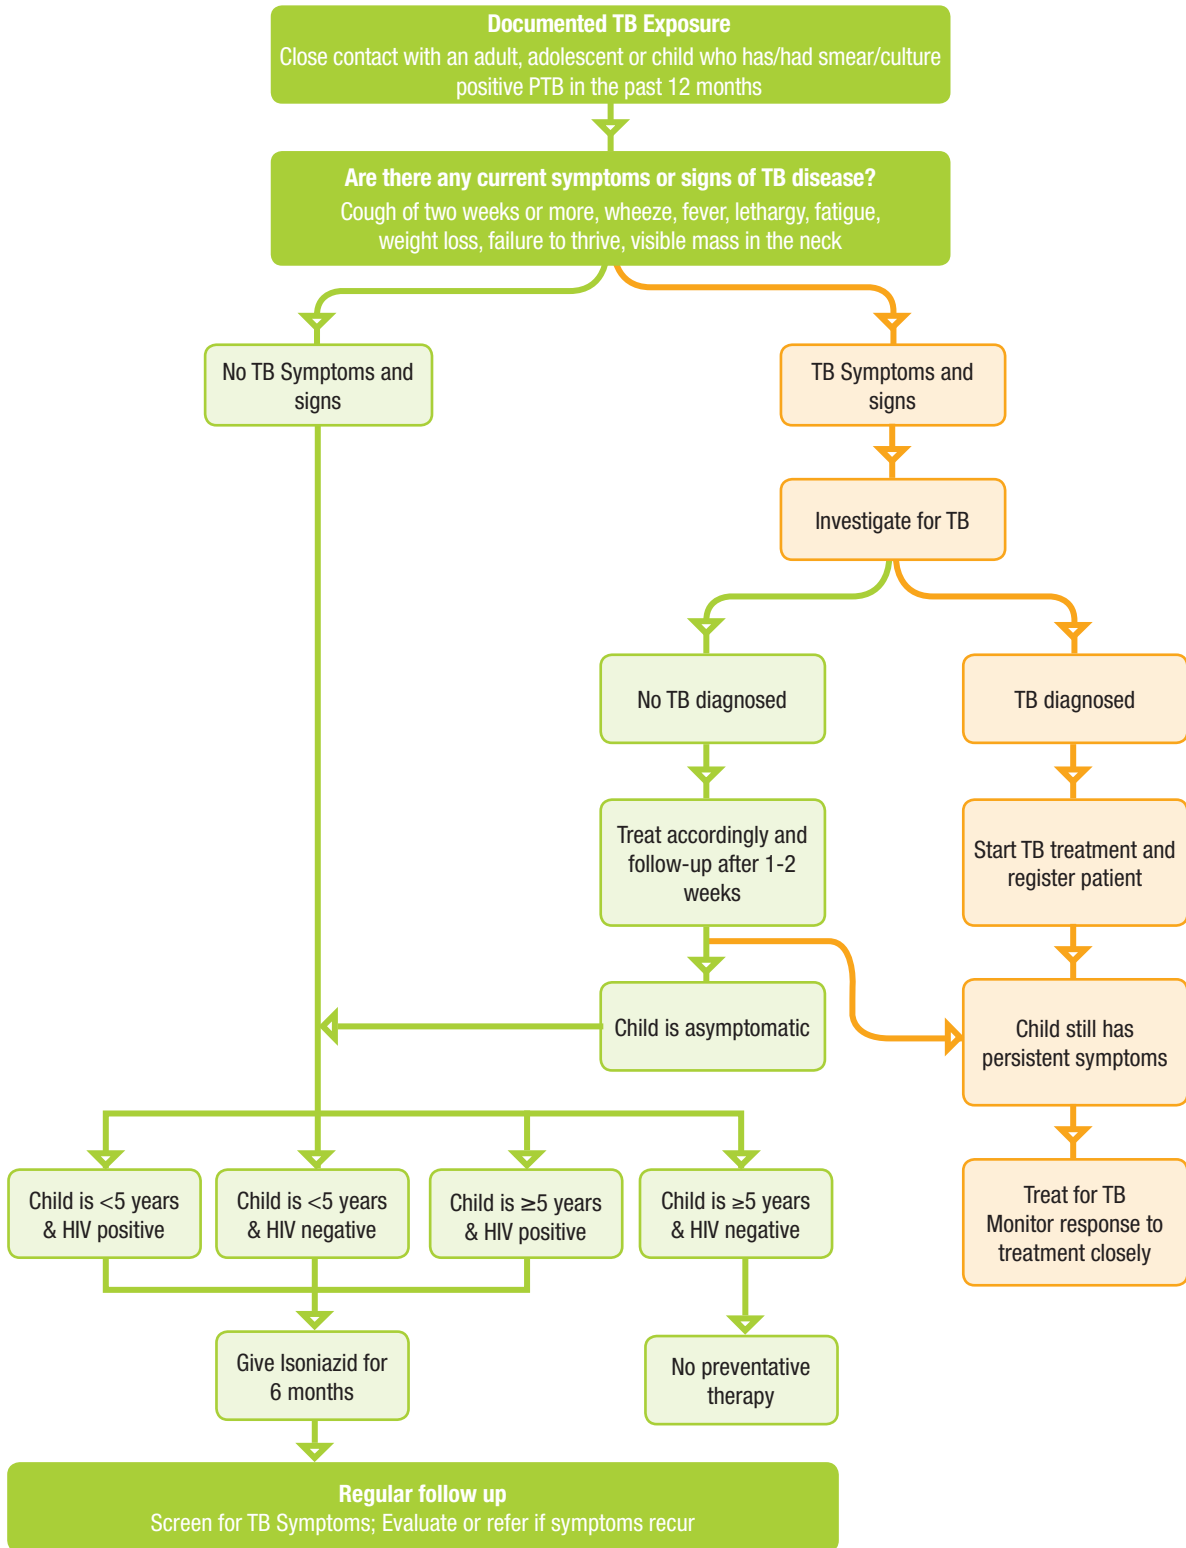 Documented TB Exposure
Close contact with an adult, adolescent or child who has/had smear/culture
positive PTB in the past 12 months
Are there any current symptoms or signs of TB disease?
Cough of two weeks or more, wheeze, fever, lethargy, fatigue,
weight loss, failure to thrive, visible mass in the neck
No TB Symptoms and
signs
TB Symptoms and
signs
Investigate for TB
No TB diagnosed
TB diagnosed
Treat accordingly and
follow-up after 1-2
weeks
Start TB treatment and
register patient
Child is asymptomatic
Child still has
persistent symptoms
Child is <5 years
& HIV positive
Child is <5 years
& HIV negative
Child is ≥5 years
& HIV positive
Child is ≥5 years
& HIV negative
Treat for TB
Monitor response to
treatment closely
Give Isoniazid for
6 months
No preventative
therapy
Regular follow up
Screen for TB Symptoms; Evaluate or refer if symptoms recur